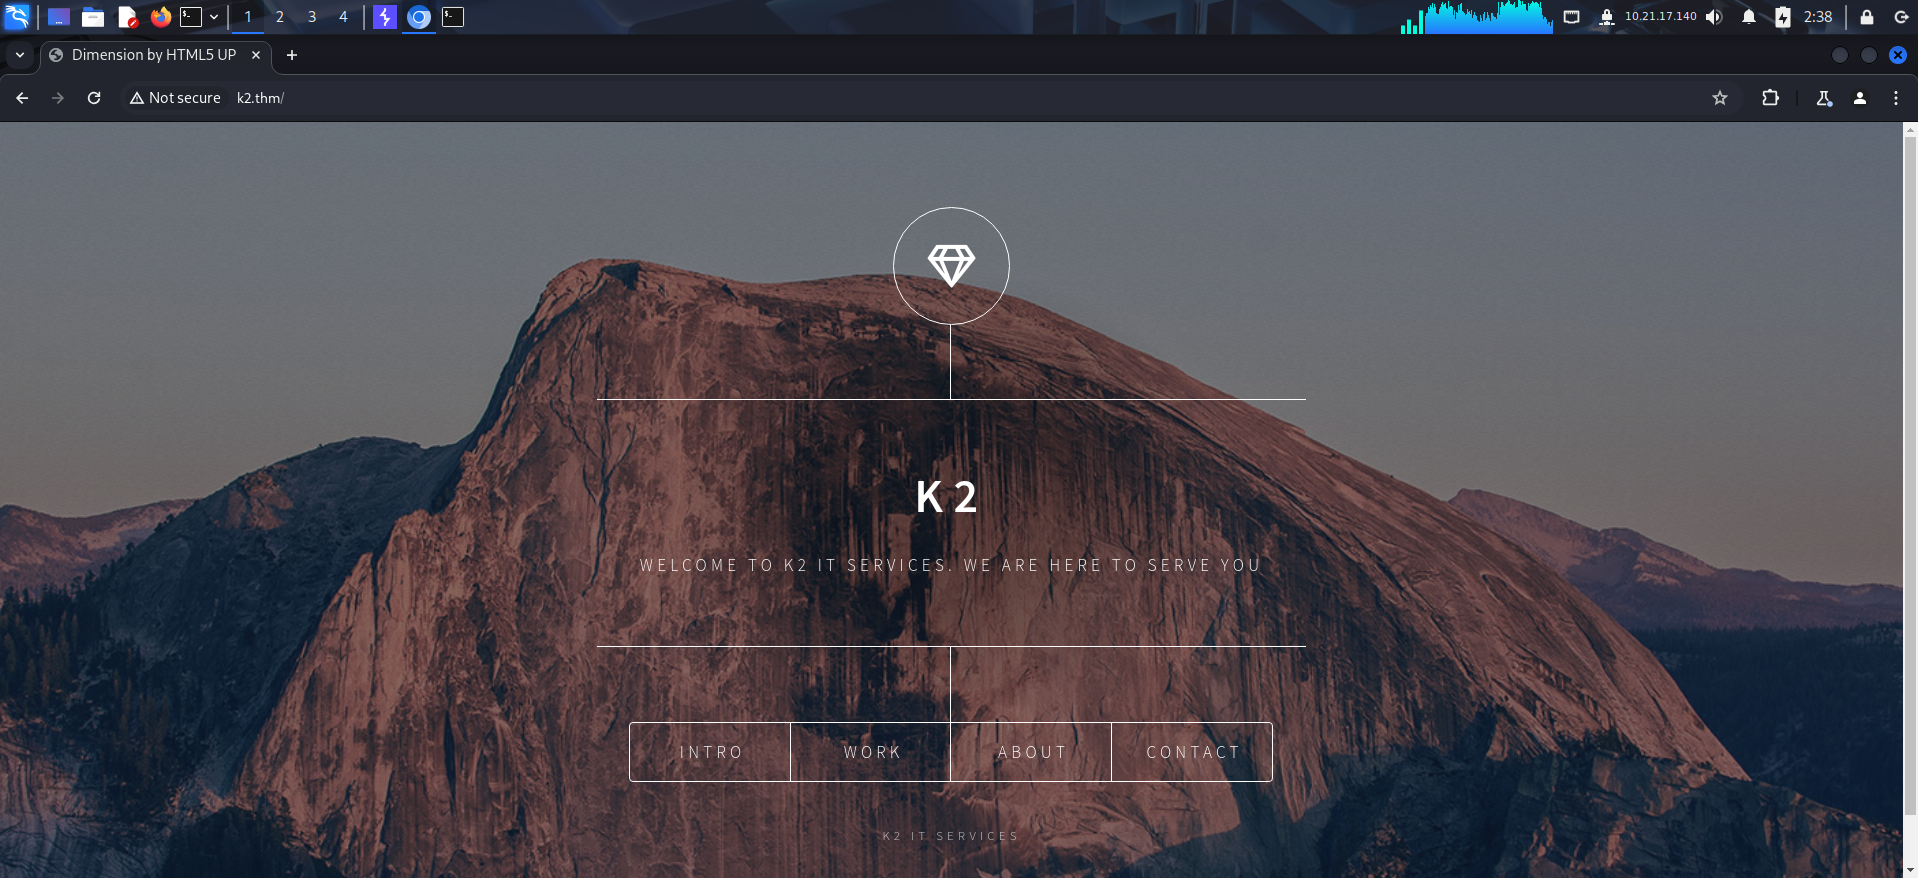 1 2 3 4 10.21.17.140 2:38
Dimension by HTML5 UP
Not secure k2.thm/
K2
WELCOME TO K2 IT SERVICES. WE ARE HERE TO SERVE YOU
INTRO WORK ABOUT CONTACT
K2 IT SERVICES